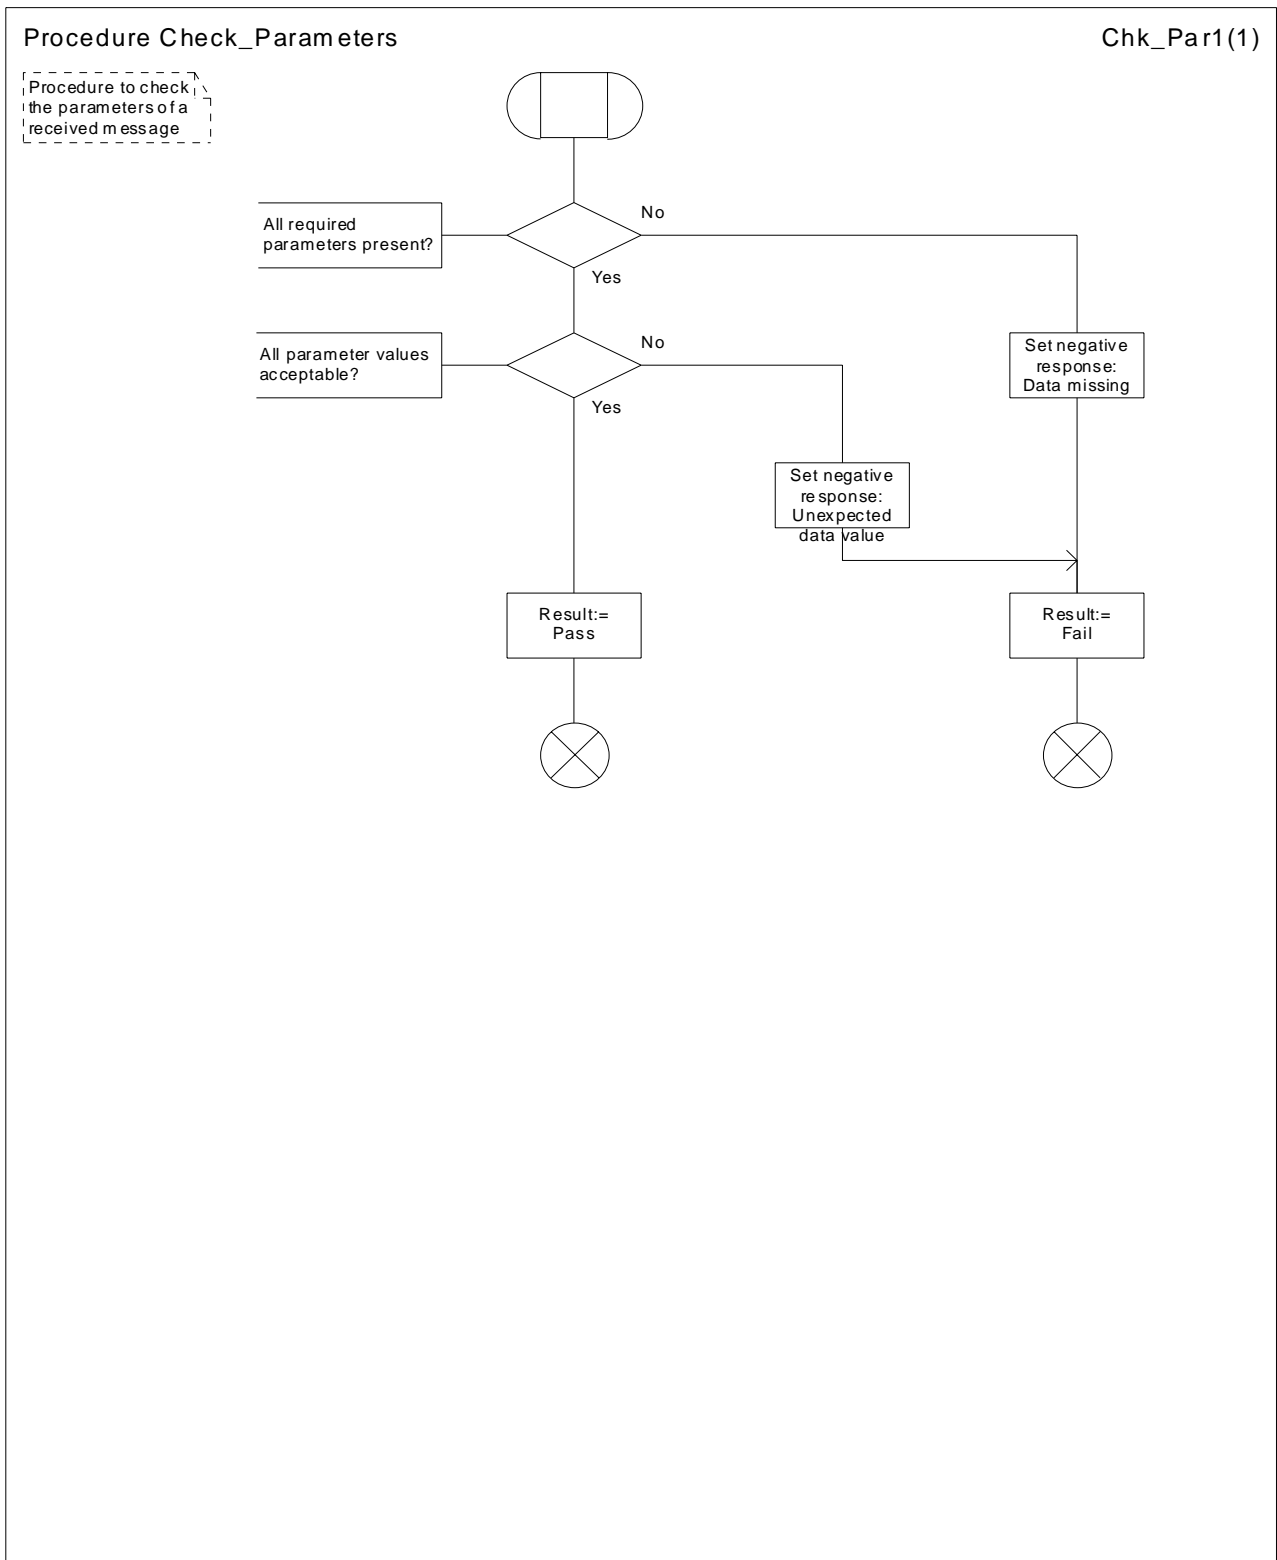 Procedure Check_Parameters
Chk_Par1(1)
Procedure to check
the parameters of a
received message
All required
parameters present?
No
Yes
All parameter values
acceptable?
No
Yes
Set negative
response:
Data missing
Set negative
response:
Unexpected
data value
Result:=
Pass
Result:=
Fail